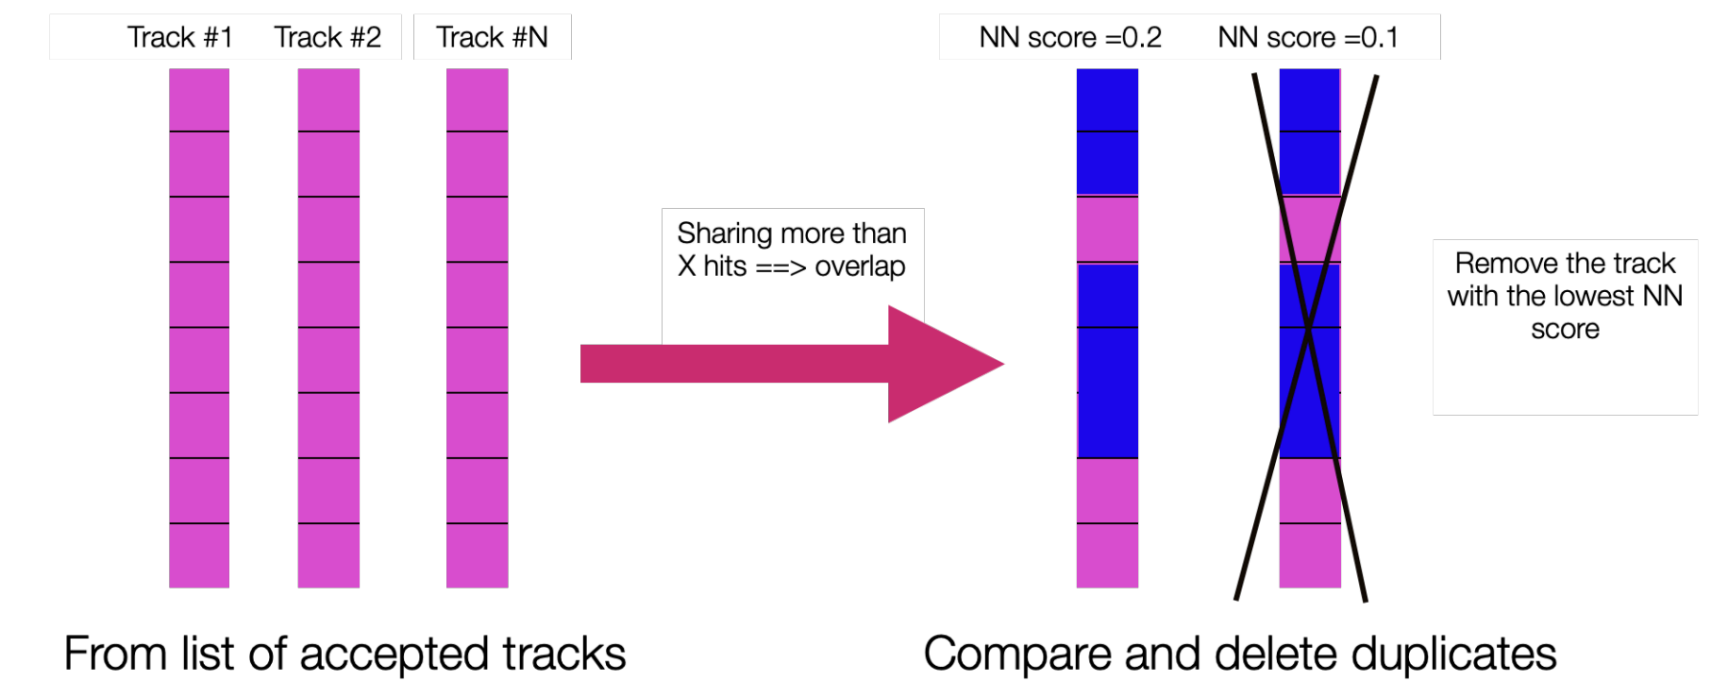 Track #1 Track #2 Track #N
NN score =0.2 NN score =0.1
Sharing more than
X hits ==> overlap
Remove the track
with the lowest NN
score
From list of accepted tracks
Compare and delete duplicates